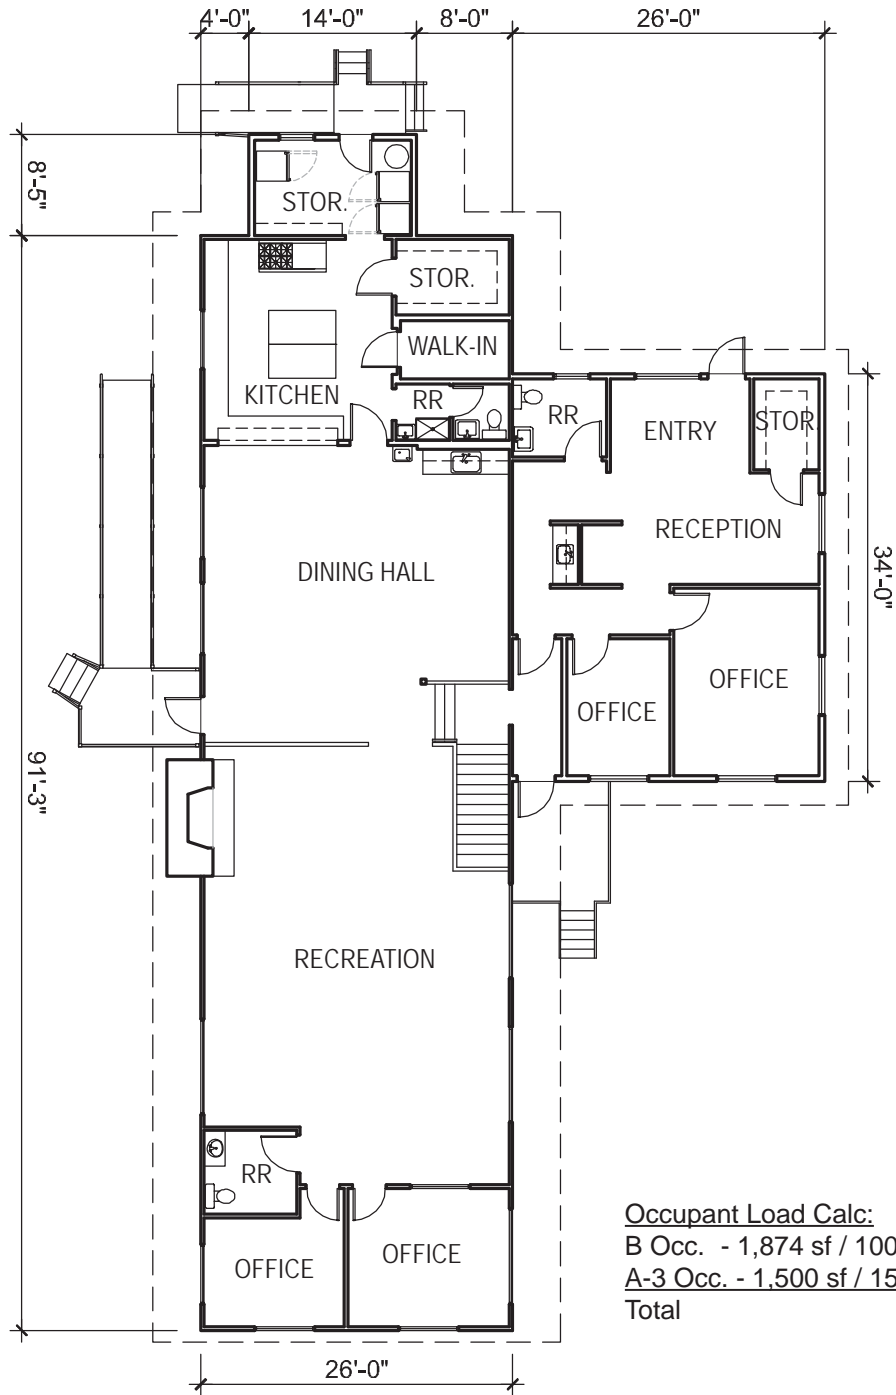 4'-0" 14'-0" 8'-0" 26'-0"
8'-5"
STOR.
STOR.
WALK-IN
KITCHEN
RR
RR
ENTRY
STOR.
RECEPTION
DINING HALL
34'-0"
OFFICE
OFFICE
91'-3"
RECREATION
RR
OFFICE
OFFICE
26'-0"
Occupant Load Calc:
B Occ. - 1,874 sf / 100
A-3 Occ. - 1,500 sf / 15
Total